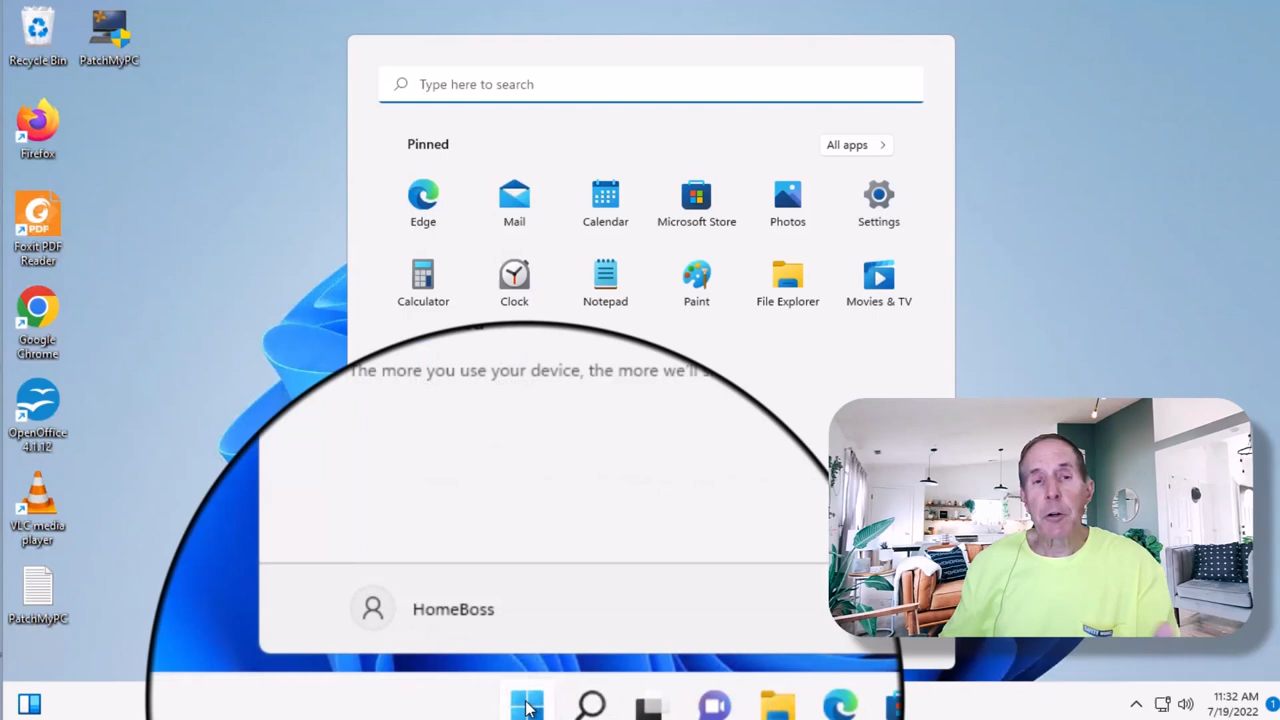 Recycle Bin
PatchMyPC
Firefox
PDF
Foxit PDF
Reader
Google
Chrome
OpenOffice
4.1.12
VLC media
player
PatchMyPC
Type here to search
Pinned
All apps
Edge
Mail
Calendar
Microsoft Store
Photos
Settings
Calculator
Clock
Notepad
Paint
File Explorer
Movies & TV
The more you use your device, the more we'll
HomeBoss
11:32 AM
7/19/2022
1